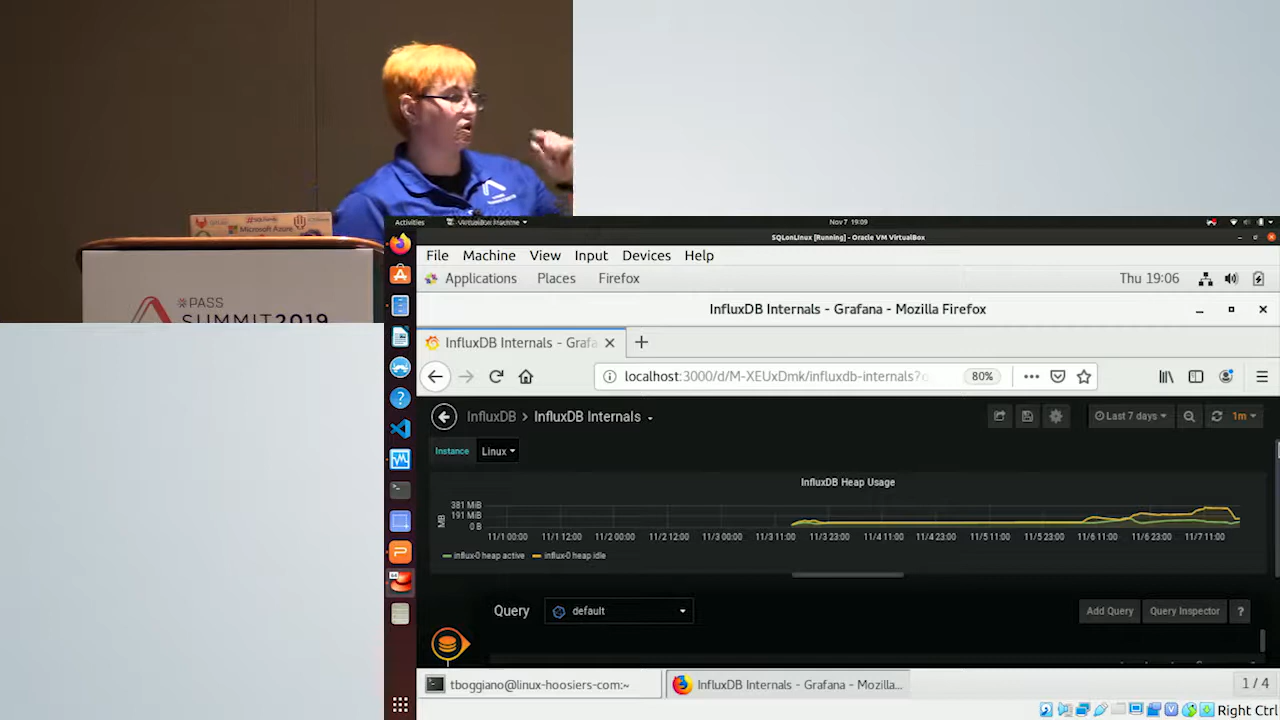 Microsoft Azure
PASS
SUMMIT 2019
Activities
VirtualBox Machine
Nov 7 19:09
SQLonLinux [Running] - Oracle VM VirtualBox
File Machine View Input Devices Help
Applications Places Firefox
Thu 19:06
InfluxDB Internals - Grafana - Mozilla Firefox
InfluxDB Internals - Grafa
localhost:3000/d/M-XEUxDmk/influxdb-internals?
80%
InfluxDB > InfluxDB Internals
Last 7 days
1m
Instance Linux
InfluxDB Heap Usage
MB
381 MiB
191 MiB
0 B
11/1 00:00 11/1 12:00 11/2 00:00 11/2 12:00 11/3 00:00 11/3 11:00 11/3 23:00 11/4 11:00 11/4 23:00 11/5 11:00 11/5 23:00 11/6 11:00 11/6 23:00 11/7 11:00
influx-0 heap active influx-0 heap idle
Query default
Add Query Query Inspector ?
tboggiano@linux-hoosiers-com:~
InfluxDB Internals - Grafana - Mozilla...
1 / 4
Right Ctrl